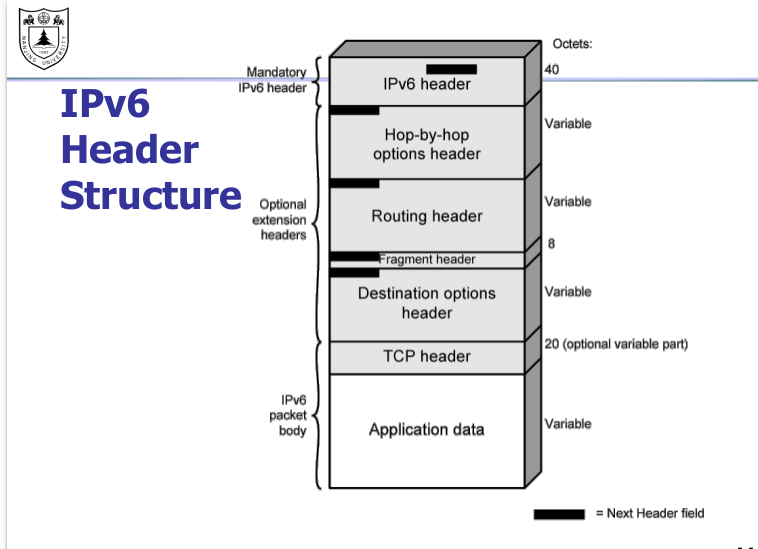 NANJING UNIVERSITY
IPv6
Header
Structure
Octets:
Mandatory
IPv6 header
IPv6 header
40
Hop-by-hop
options header
Variable
Optional
extension
headers
Routing header
Variable
Fragment header
8
Destination options
header
Variable
TCP header
20 (optional variable part)
IPv6
packet
body
Application data
Variable
= Next Header field